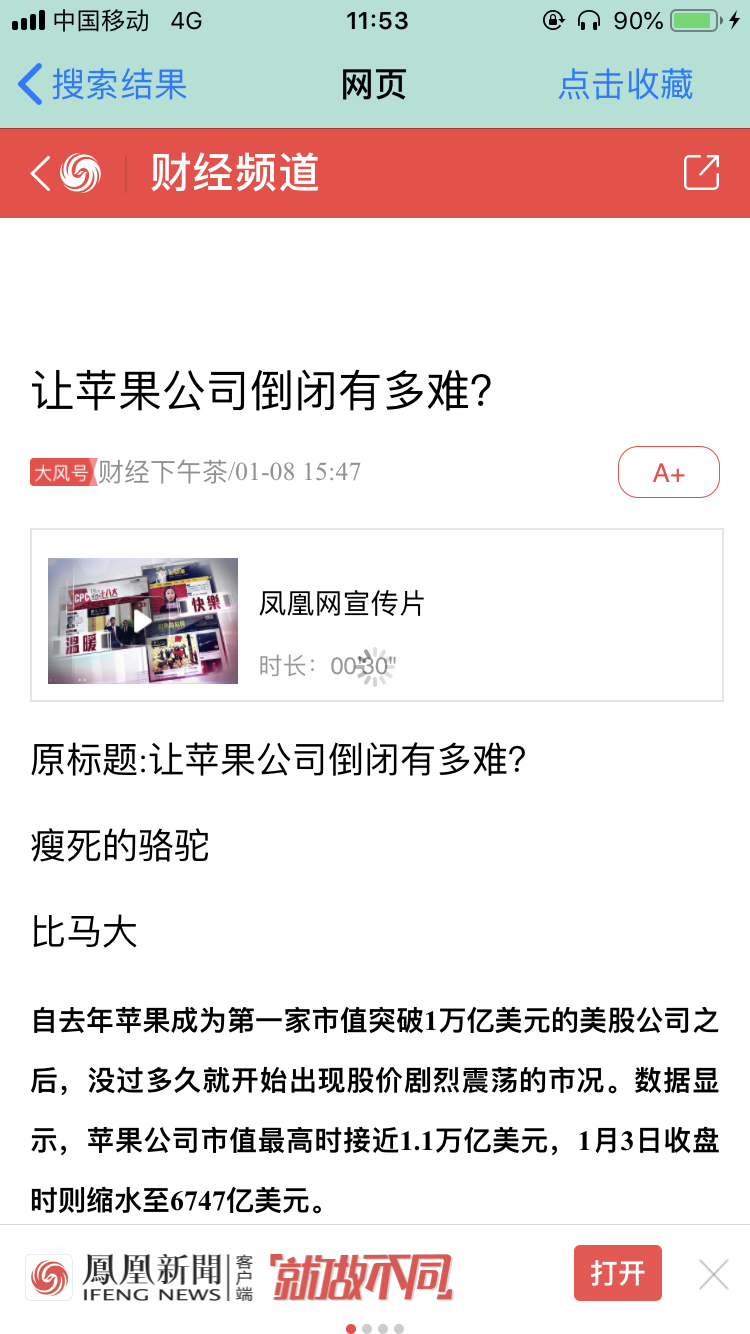 中国移动 4G 11:53 90%
搜索结果 网页 点击收藏
财经频道
让苹果公司倒闭有多难?
大风号 财经下午茶/01-08 15:47 A+
快樂
温暖
凤凰网宣传片
时长：00'30"
原标题:让苹果公司倒闭有多难?
瘦死的骆驼
比马大
自去年苹果成为第一家市值突破1万亿美元的美股公司之
后，没过多久就开始出现股价剧烈震荡的市况。数据显
示，苹果公司市值最高时接近1.1万亿美元，1月3日收盘
时则缩水至6747亿美元。
鳳凰新聞 客户端 就做不同 打开
IFENG NEWS